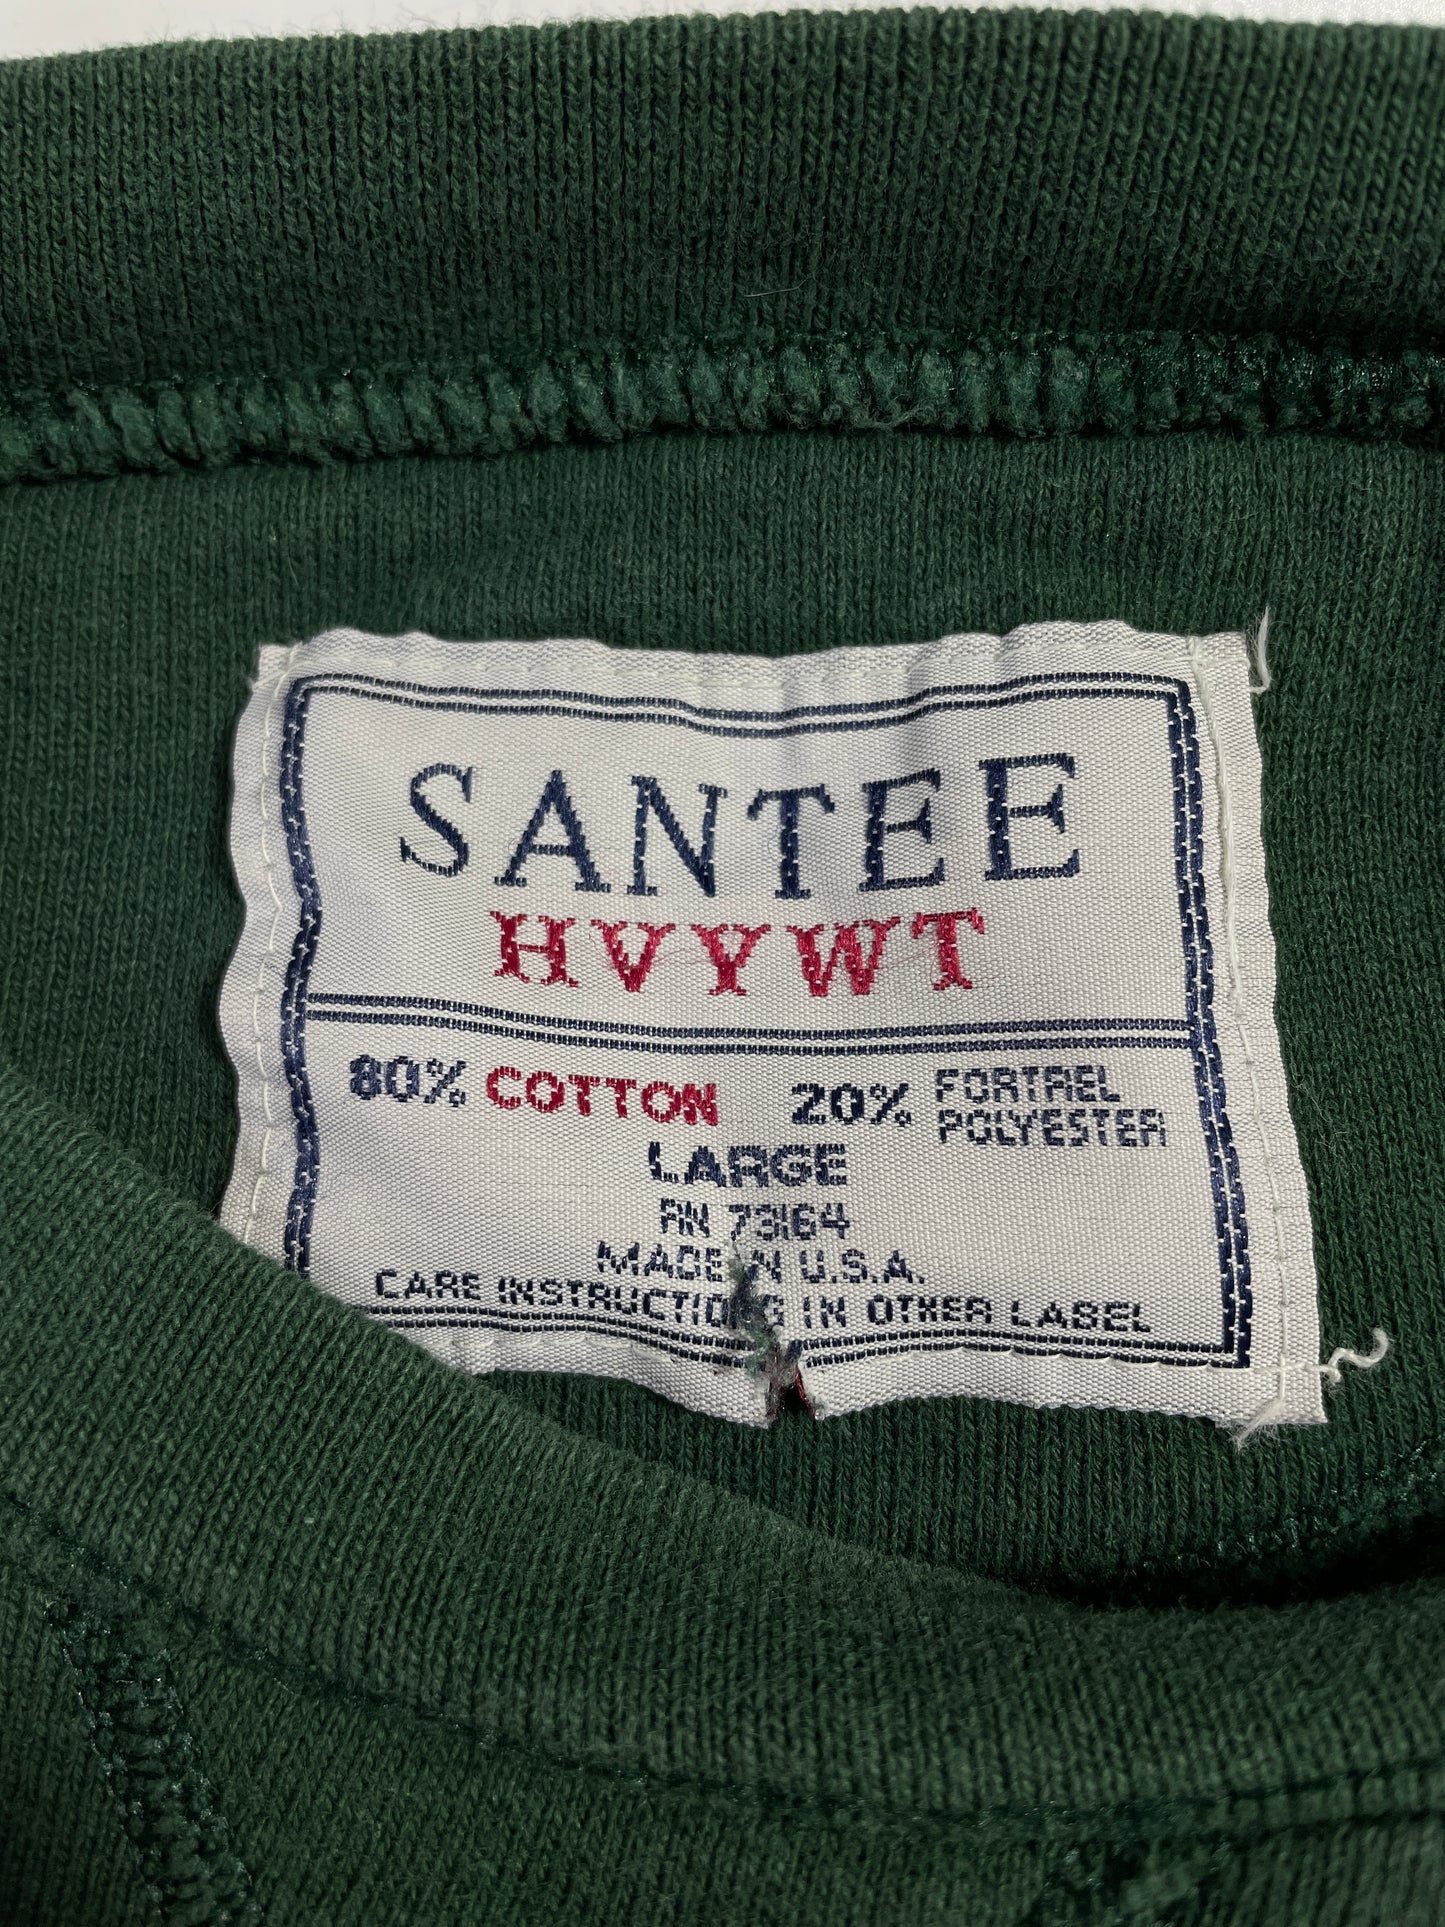 SANTEE
HVYWT
80% COTTON 20% FORTREL POLYESTER
LARGE
RN 73164
MADE IN U.S.A.
CARE INSTRUCTIONS IN OTHER LABEL